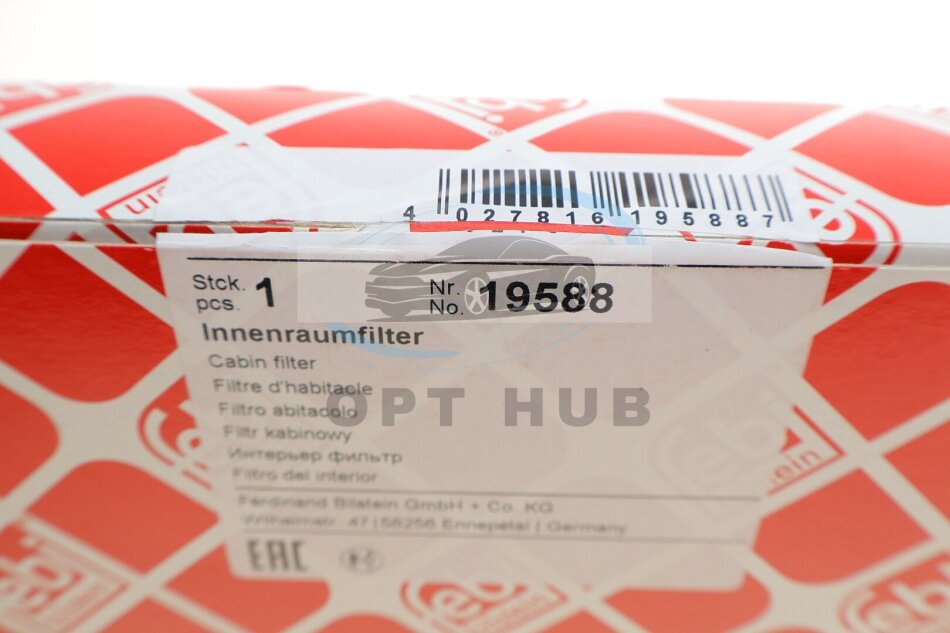 4 027816 195887
Stck. pcs. 1 Nr. No. 19588
Innenraumfilter
Cabin filter
Filtre d'habitacle
Filtro abitacolo
Filtr kabinowy
Интерьер фильтр
Filtro del interior
Ferdinand Bilstein GmbH + Co. KG
Wilhelmstr. 47 | 58256 Ennepetal | Germany
EAC
OPT HUB